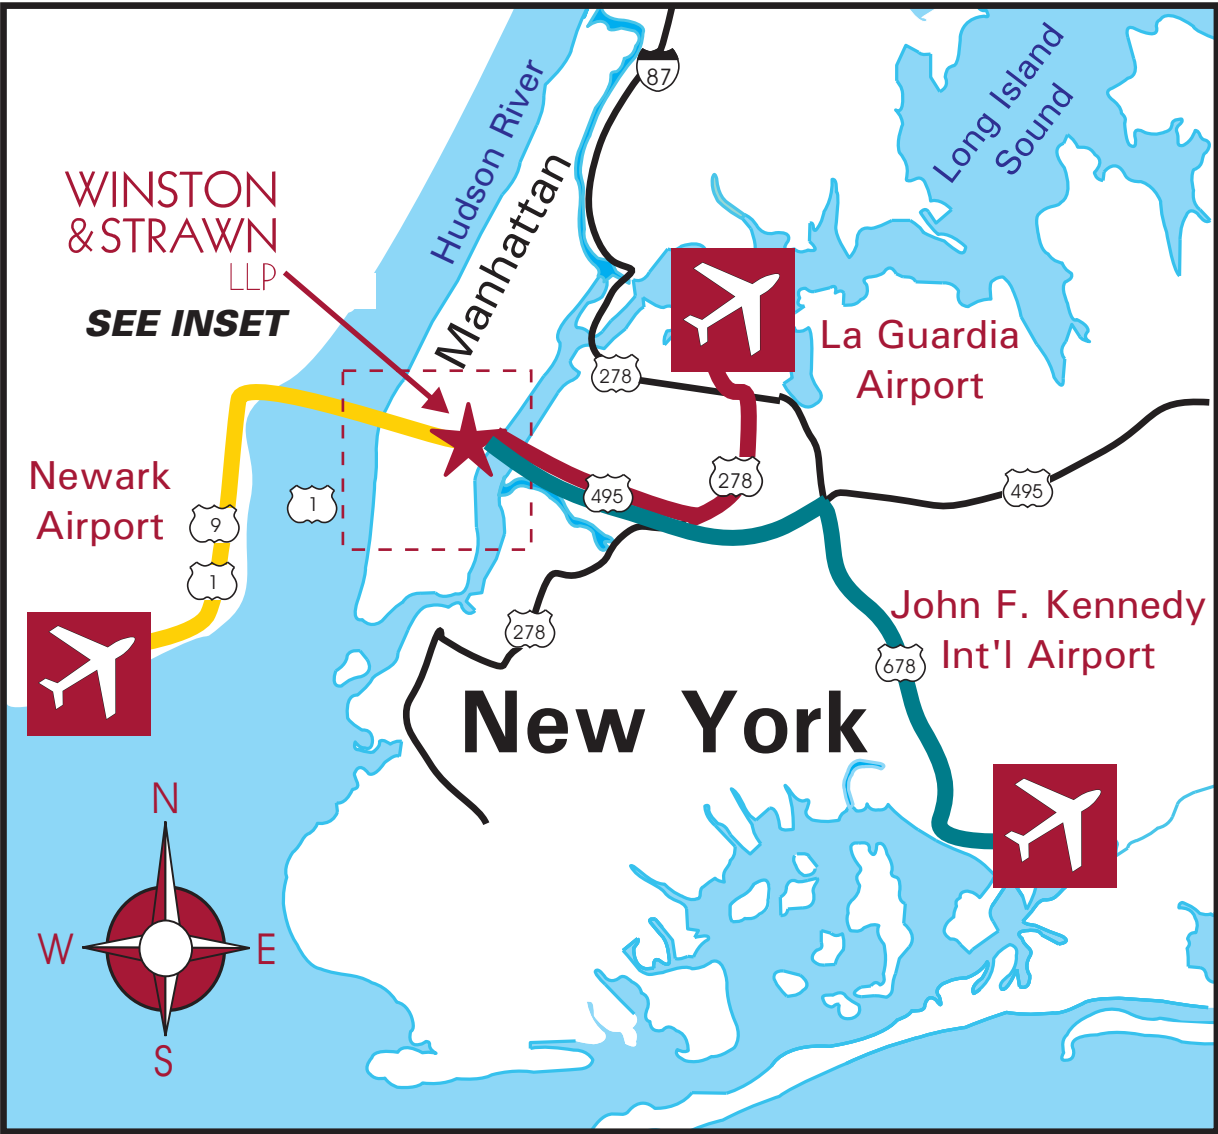 87
Hudson River
Long Island
Sound
Manhattan
WINSTON
& STRAWN
LLP
SEE INSET
La Guardia
Airport
278
Newark
Airport
9
1
1
495
278
495
John F. Kennedy
Int'l Airport
278
678
New York
N
W
E
S